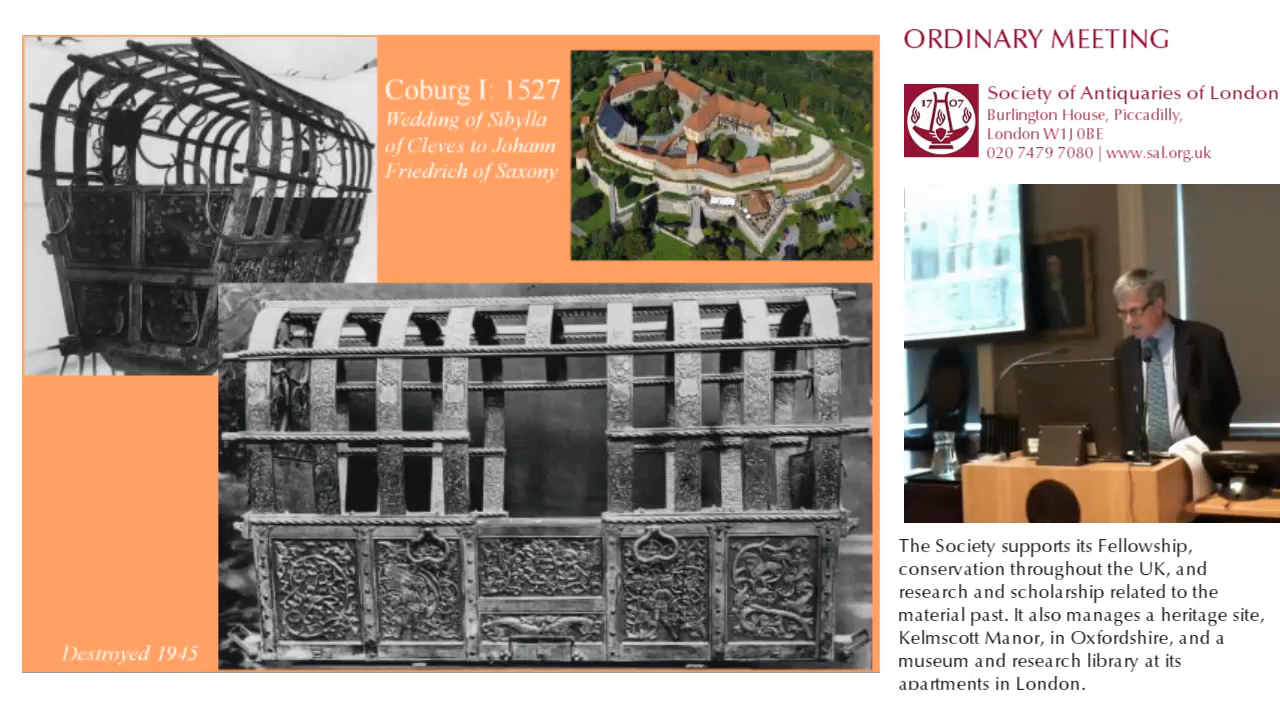 Coburg I: 1527
Wedding of Sibylla
of Cleves to Johann
Friedrich of Saxony
Destroyed 1945
ORDINARY MEETING
17 07
Society of Antiquaries of London
Burlington House, Piccadilly,
London W1J 0BE
020 7479 7080 | www.sal.org.uk
The Society supports its Fellowship,
conservation throughout the UK, and
research and scholarship related to the
material past. It also manages a heritage site,
Kelmscott Manor, in Oxfordshire, and a
museum and research library at its
apartments in London.